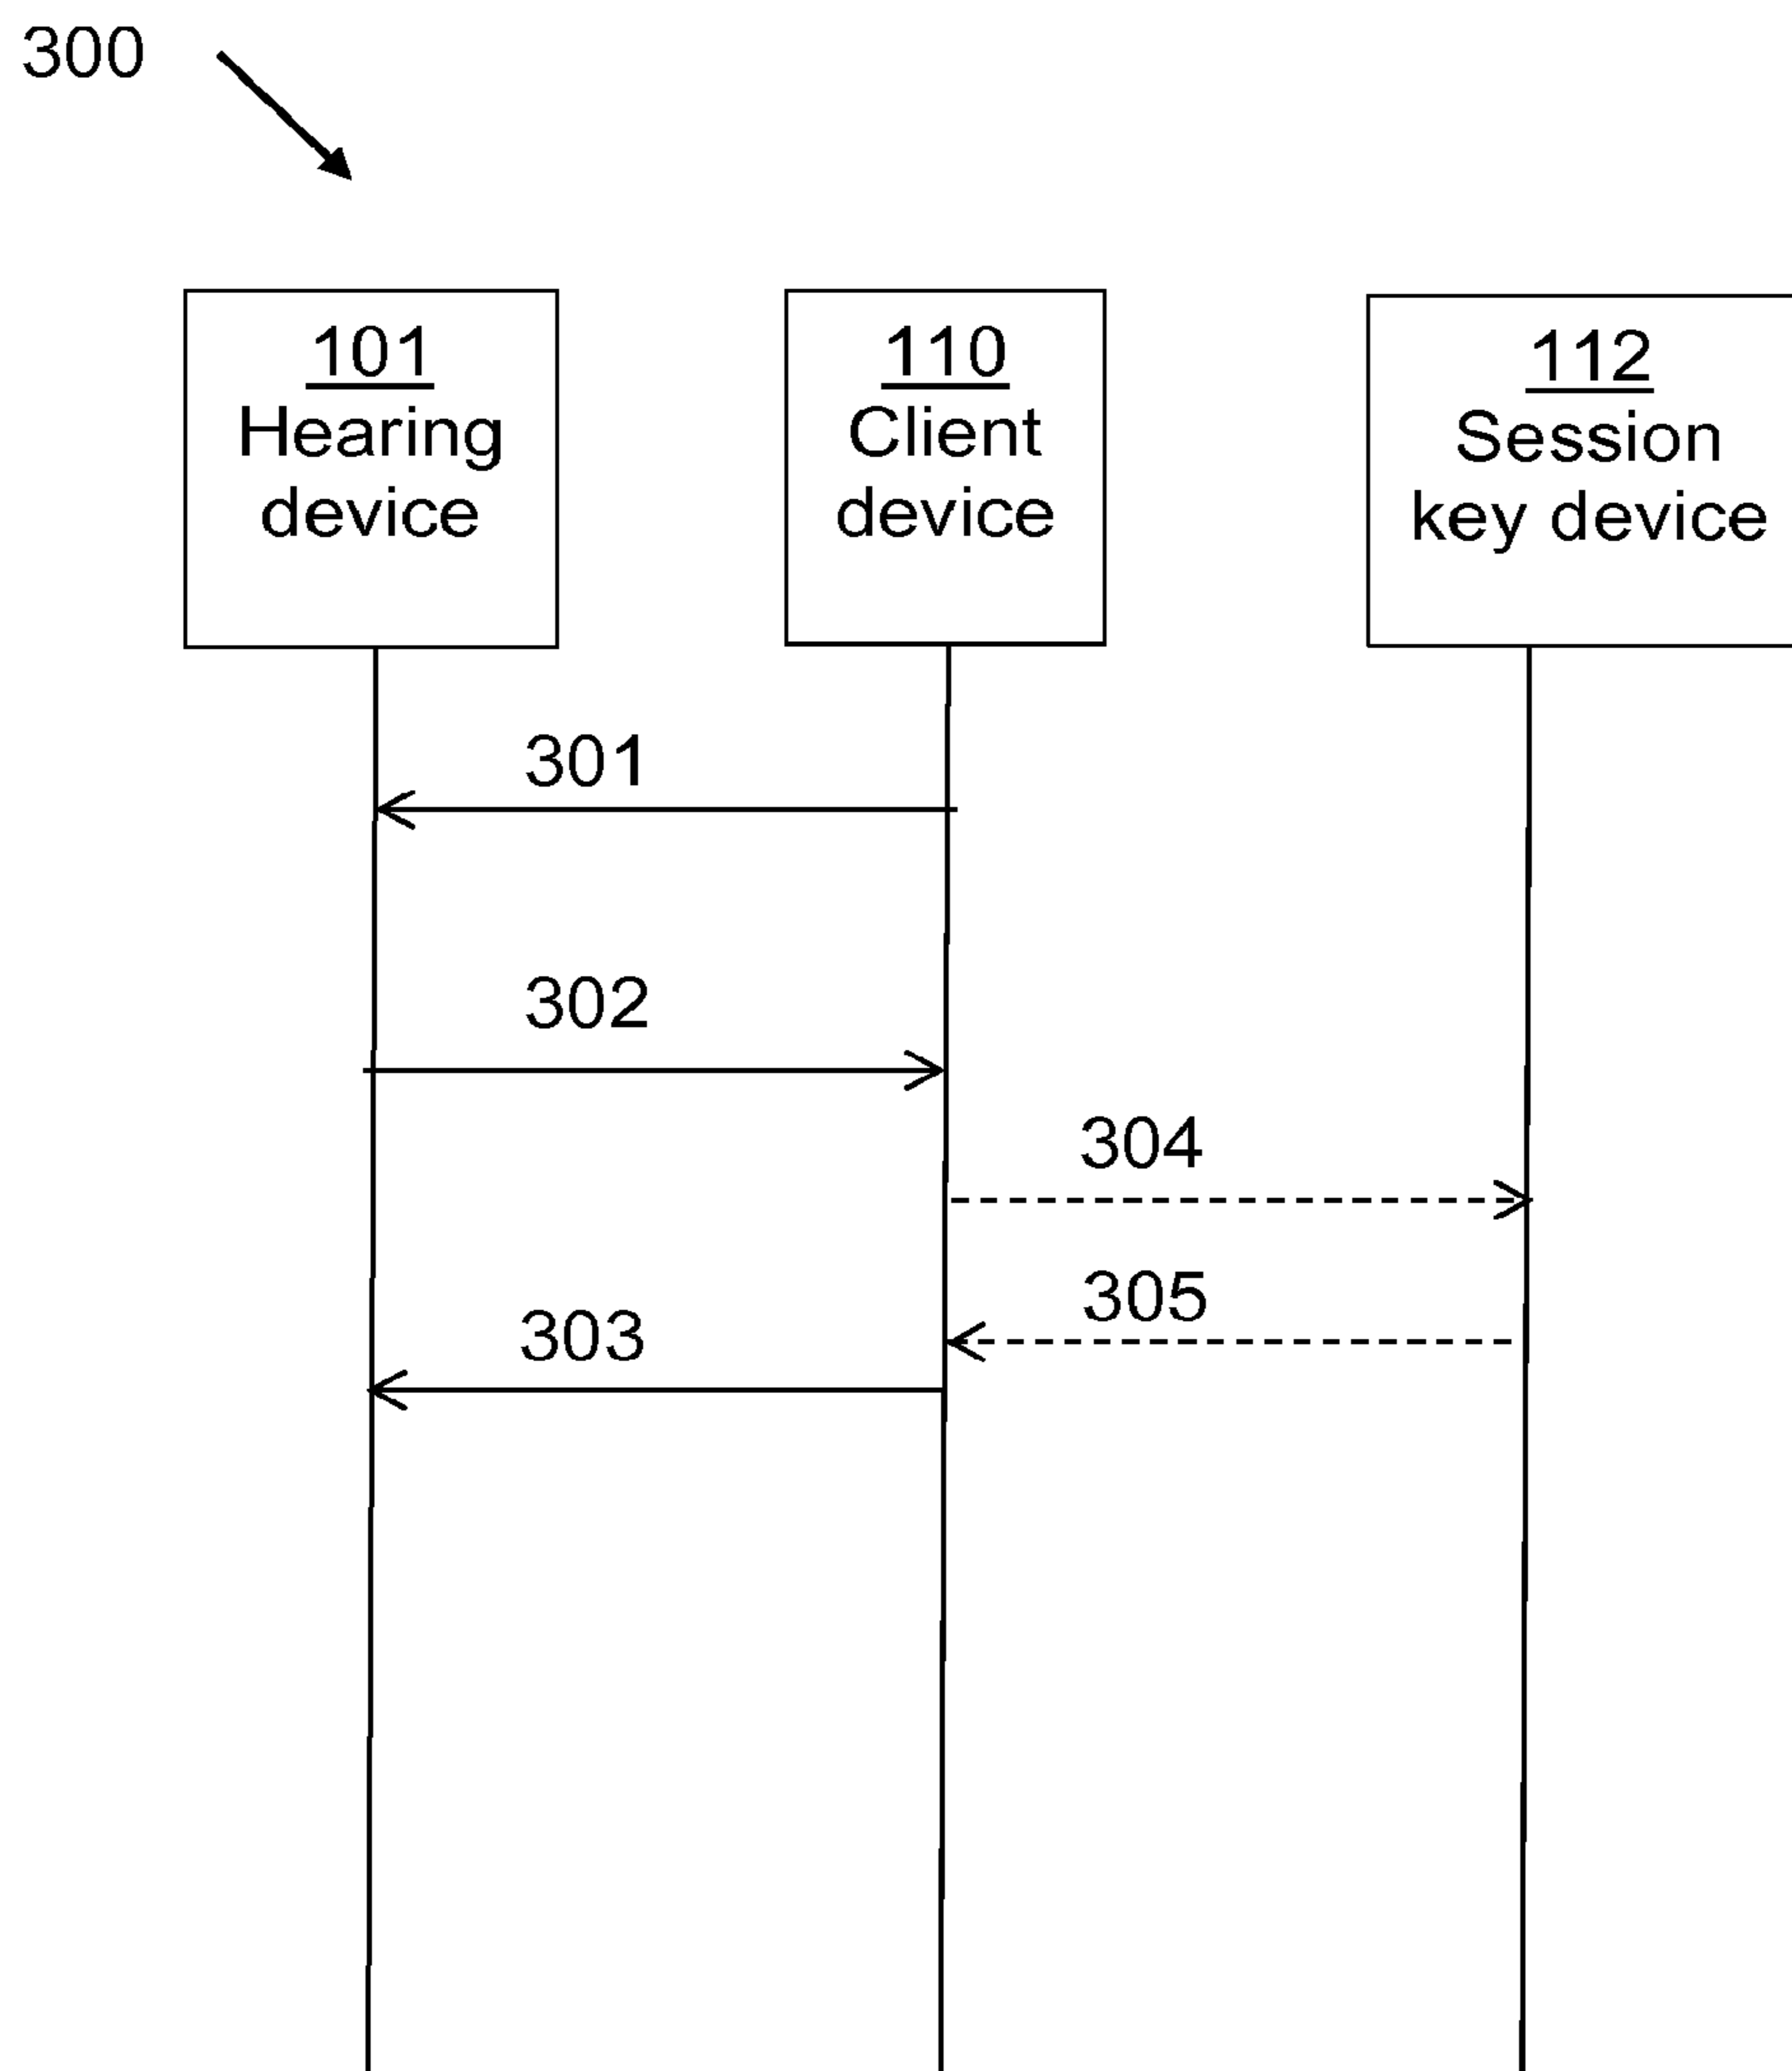 300
101
Hearing
device
110
Client
device
112
Session
key device
301
302
304
305
303